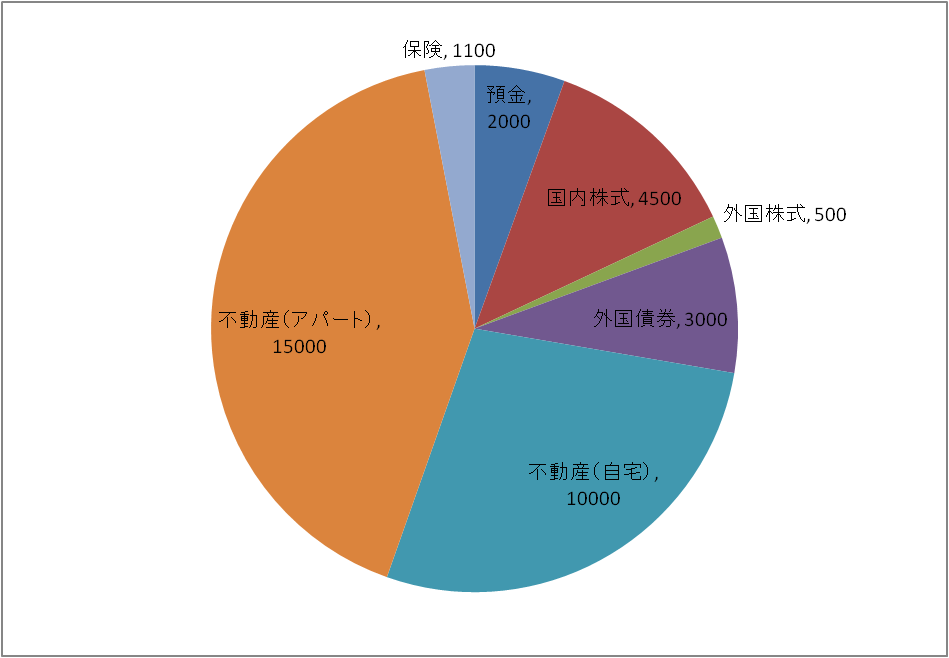 保険, 1100
預金,
2000
国内株式, 4500
外国株式, 500
外国債券, 3000
不動産(自宅),
10000
不動産(アパート),
15000